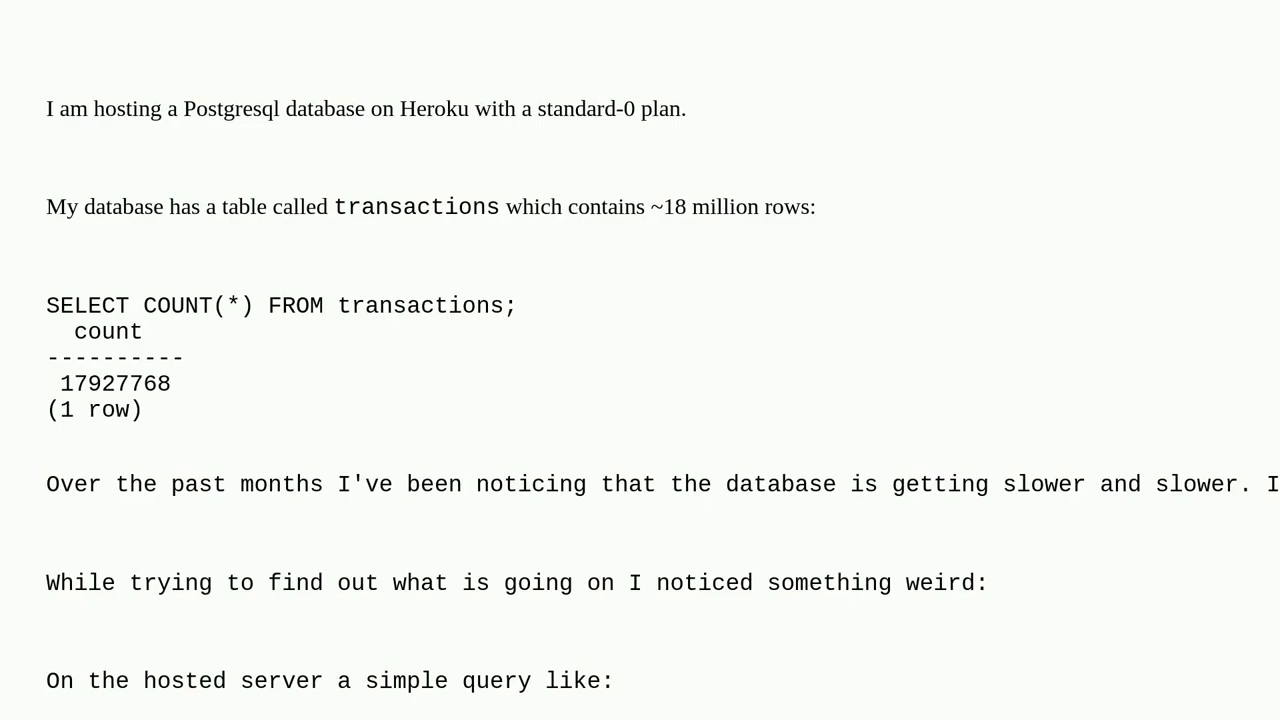 I am hosting a Postgresql database on Heroku with a standard-0 plan.
My database has a table called transactions which contains ~18 million rows:
SELECT COUNT(*) FROM transactions;
count
----------
17927768
(1 row)
Over the past months I've been noticing that the database is getting slower and slower. I
While trying to find out what is going on I noticed something weird:
On the hosted server a simple query like: